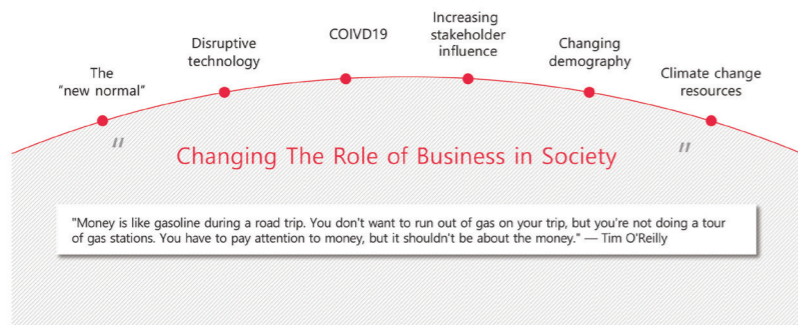 The
"new normal"
Disruptive
technology
COIVD19
Increasing
stakeholder
influence
Changing
demography
Climate change
resources
" Changing The Role of Business in Society "
"Money is like gasoline during a road trip. You don't want to run out of gas on your trip, but you're not doing a tour
of gas stations. You have to pay attention to money, but it shouldn't be about the money." — Tim O'Reilly